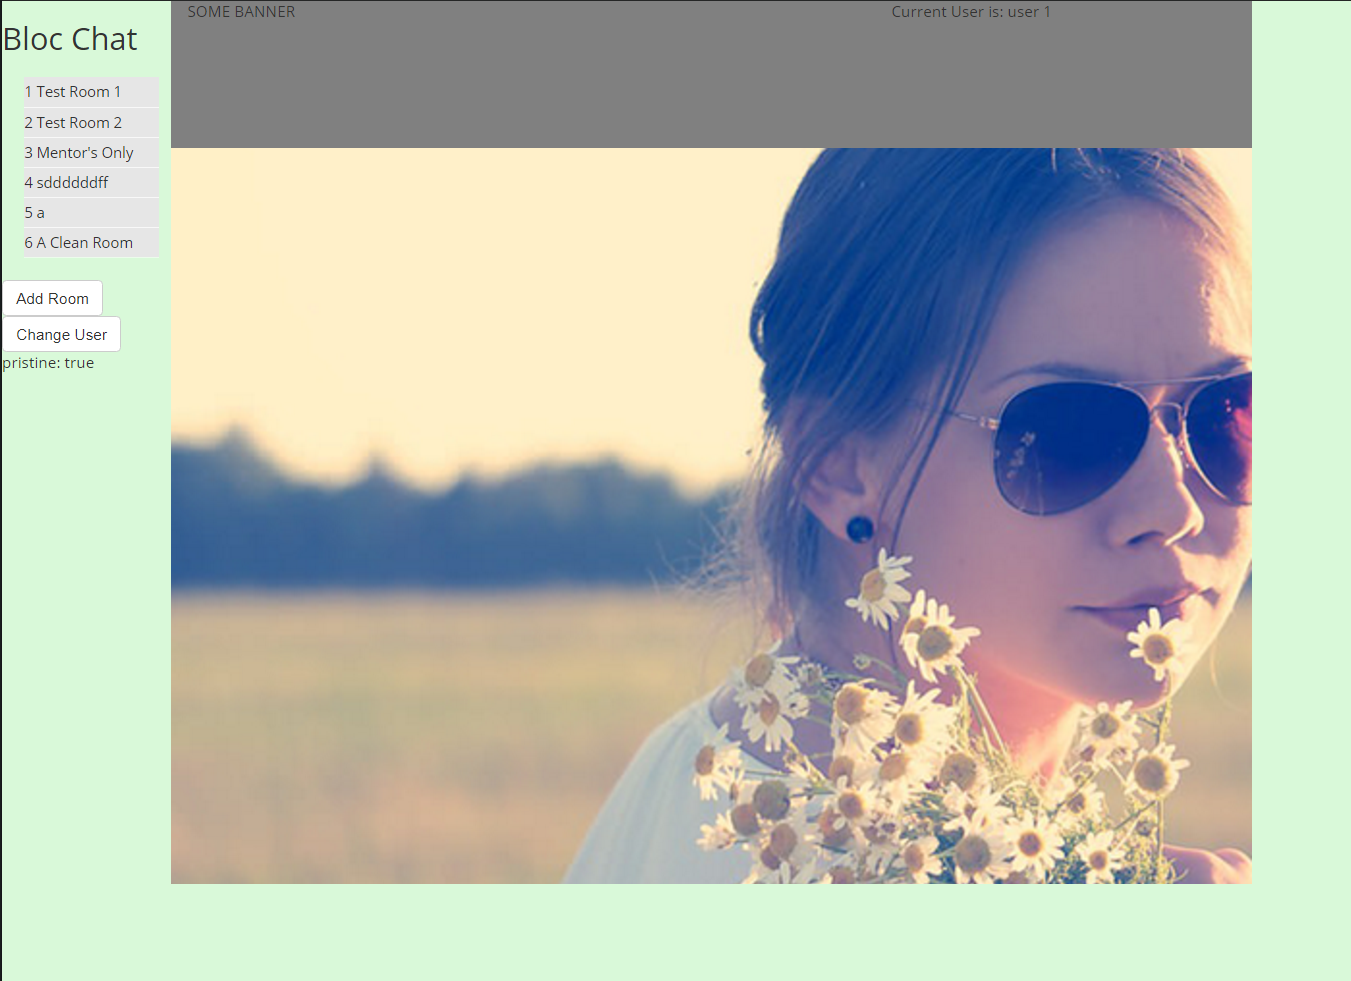 SOME BANNER
Current User is: user 1
Bloc Chat
1 Test Room 1
2 Test Room 2
3 Mentor's Only
4 sddddddff
5 a
6 A Clean Room
Add Room
Change User
pristine: true